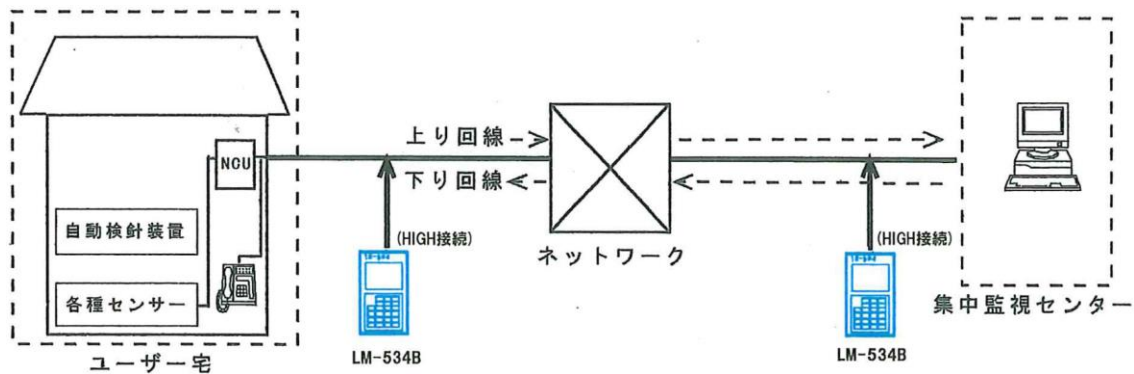 上り回線
下り回線
NCU
自動検針装置
各種センサー
ユーザー宅
(HIGH接続)
LM-534B
ネットワーク
(HIGH接続)
LM-534B
集中監視センター